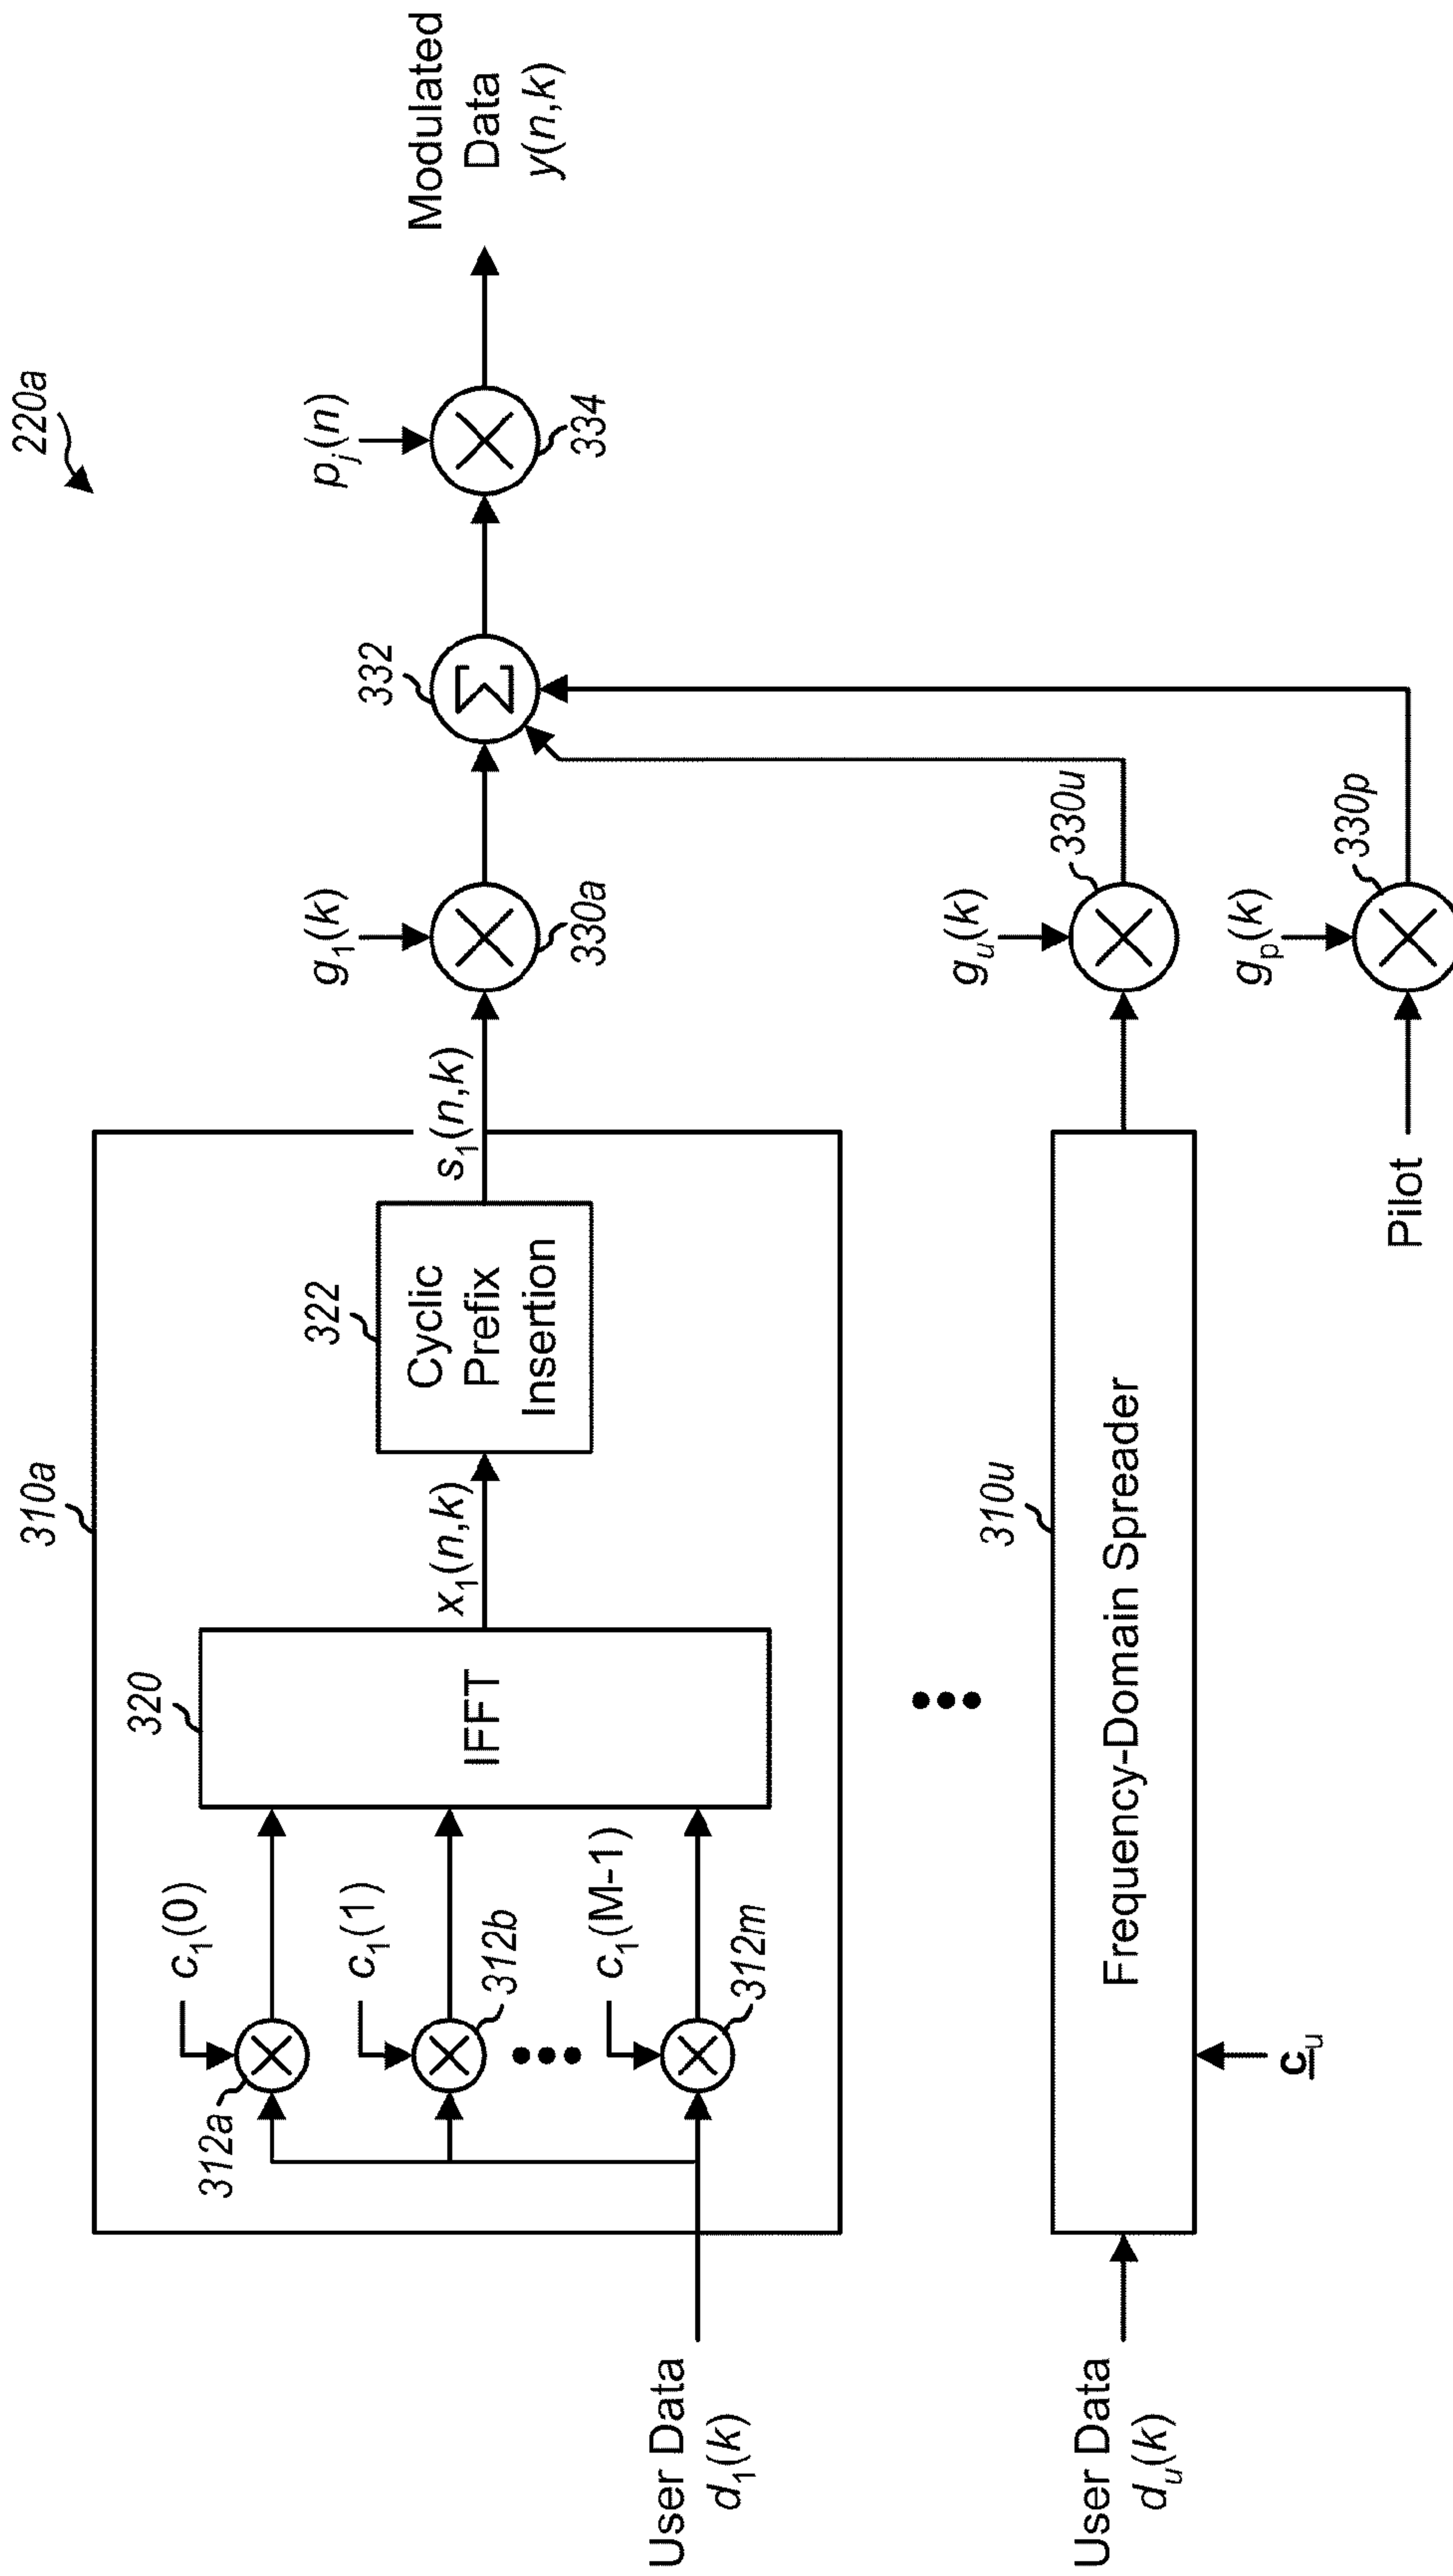 220a
310a
312a
c₁(0)
320
c₁(1)
312b
c₁(M-1)
312m
IFFT
x₁(n,k)
322
Cyclic
Prefix
Insertion
s₁(n,k)
g₁(k)
330a
332
Σ
pⱼ(n)
334
Modulated
Data
y(n,k)
User Data
d₁(k)
310u
User Data
dᵤ(k)
Frequency-Domain Spreader
cᵤ
gᵤ(k)
330u
Pilot
gₚ(k)
330p